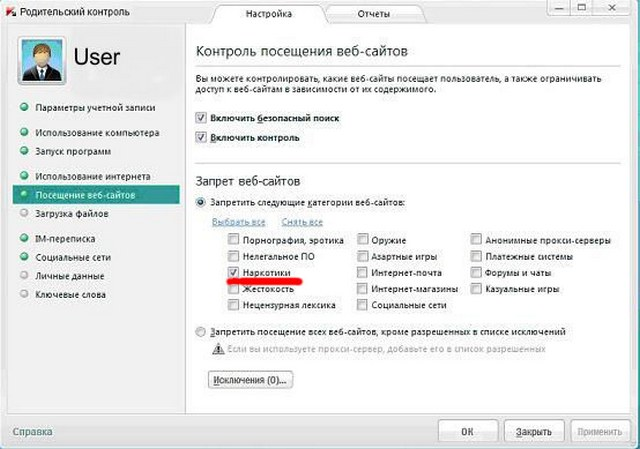 Родительский контроль
Настройка
Отчеты
User
Параметры учетной записи
Использование компьютера
Запуск программ
Использование интернета
Посещение веб-сайтов
Загрузка файлов
IM-переписка
Социальные сети
Личные данные
Ключевые слова
Контроль посещения веб-сайтов
Вы можете контролировать, какие веб-сайты посещает пользователь, а также ограничивать
доступ к веб-сайтам в зависимости от их содержимого.
Включить безопасный поиск
Включить контроль
Запрет веб-сайтов
Запретить следующие категории веб-сайтов:
Выбрать все Снять все
Порнография, эротика Оружие Анонимные прокси-серверы
Нелегальное ПО Азартные игры Платежные системы
Наркотики Интернет-почта Форумы и чаты
Жестокость Интернет-магазины Казуальные игры
Нецензурная лексика Социальные сети
Запретить посещение всех веб-сайтов, кроме разрешенных в списке исключений
Если вы используете прокси-сервер, добавьте его в список разрешенных
Исключения (0)...
Справка ОК Закрыть Применить